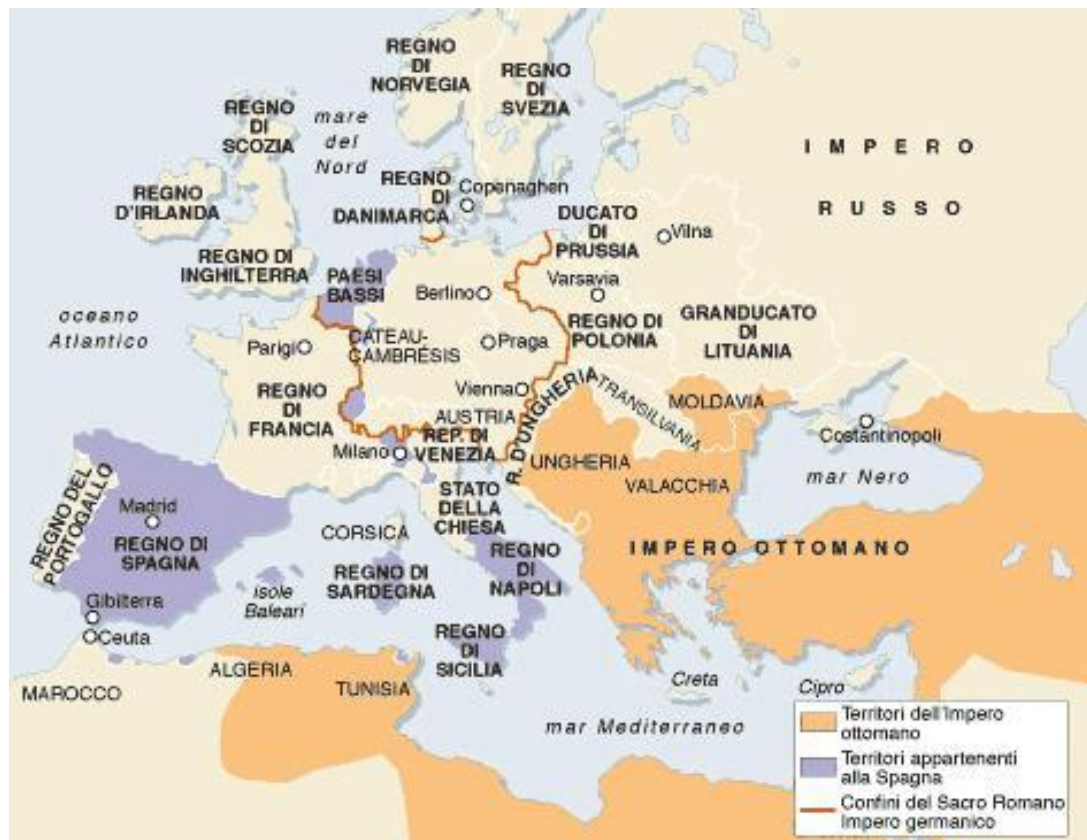 REGNO
DI
NORVEGIA
REGNO
DI
SVEZIA
REGNO
DI
SCOZIA
mare
del
Nord
IMPERO
RUSSO
REGNO
D'IRLANDA
REGNO
DI
DANIMARCA
Copenaghen
DUCATO
DI
PRUSSIA
Vilna
REGNO DI
INGHILTERRA
PAESI
BASSI
Berlino
Varsavia
oceano
Atlantico
Parigi
CATEAU-
CAMBRÉSIS
Praga
REGNO DI
POLONIA
GRANDUCATO
DI
LITUANIA
REGNO
DI
FRANCIA
Vienna
AUSTRIA
R. D'UNGHERIA
TRANSILVANIA
MOLDAVIA
Costantinopoli
Milano
REP. DI
VENEZIA
UNGHERIA
VALACCHIA
mar Nero
REGNO DEL
PORTOGALLO
Madrid
REGNO DI
SPAGNA
CORSICA
STATO
DELLA
CHIESA
IMPERO OTTOMANO
isole
Baleari
REGNO DI
SARDEGNA
REGNO
DI
NAPOLI
Gibilterra
Ceuta
REGNO
DI
SICILIA
MAROCCO
ALGERIA
TUNISIA
Creta
Cipro
mar Mediterraneo
Territori dell'Impero
ottomano
Territori appartenenti
alla Spagna
Confini del Sacro Romano
Impero germanico